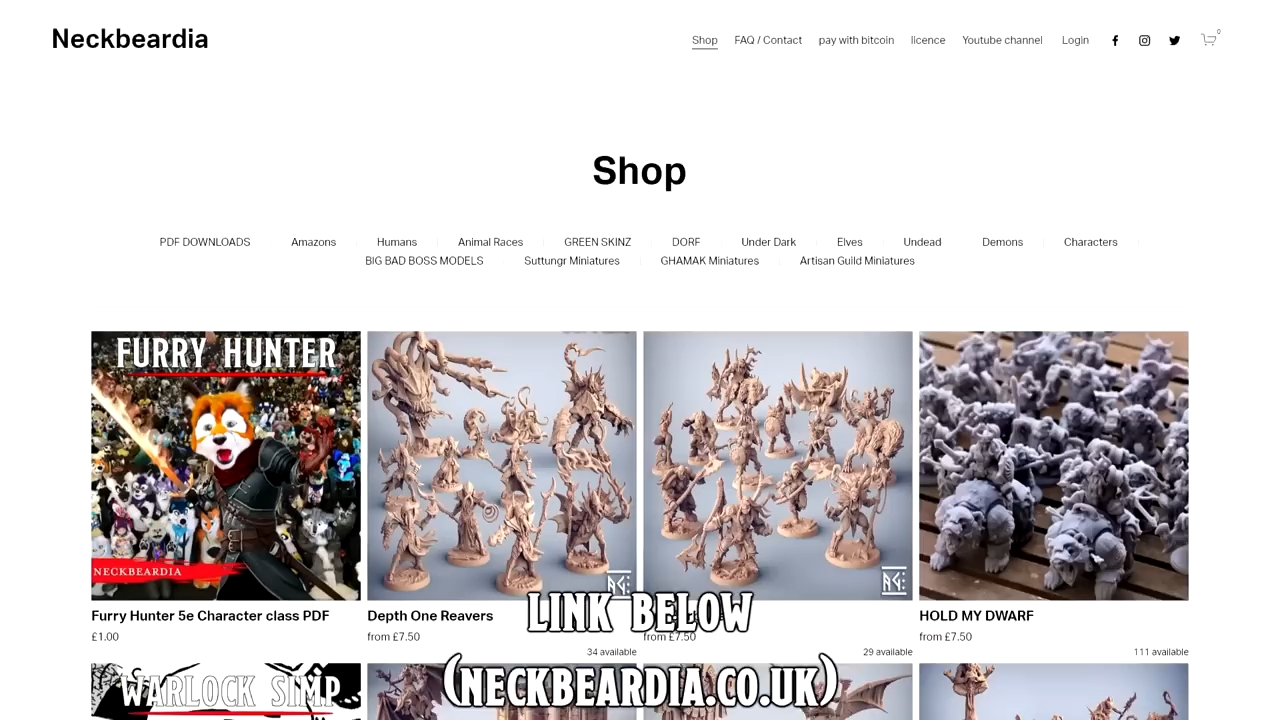 Neckbeardia
Shop FAQ / Contact pay with bitcoin licence Youtube channel Login 0
Shop
PDF DOWNLOADS Amazons Humans Animal Races GREEN SKINZ DORF Under Dark Elves Undead Demons Characters
BIG BAD BOSS MODELS Suttungr Miniatures GHAMAK Miniatures Artisan Guild Miniatures
FURRY HUNTER
NECKBEARDIA
Furry Hunter 5e Character class PDF
£1.00
Depth One Reavers
from £7.50
34 available
from £7.50
29 available
HOLD MY DWARF
from £7.50
111 available
LINK BELOW
(NECKBEARDIA.CO.UK)
WARLOCK SIMP